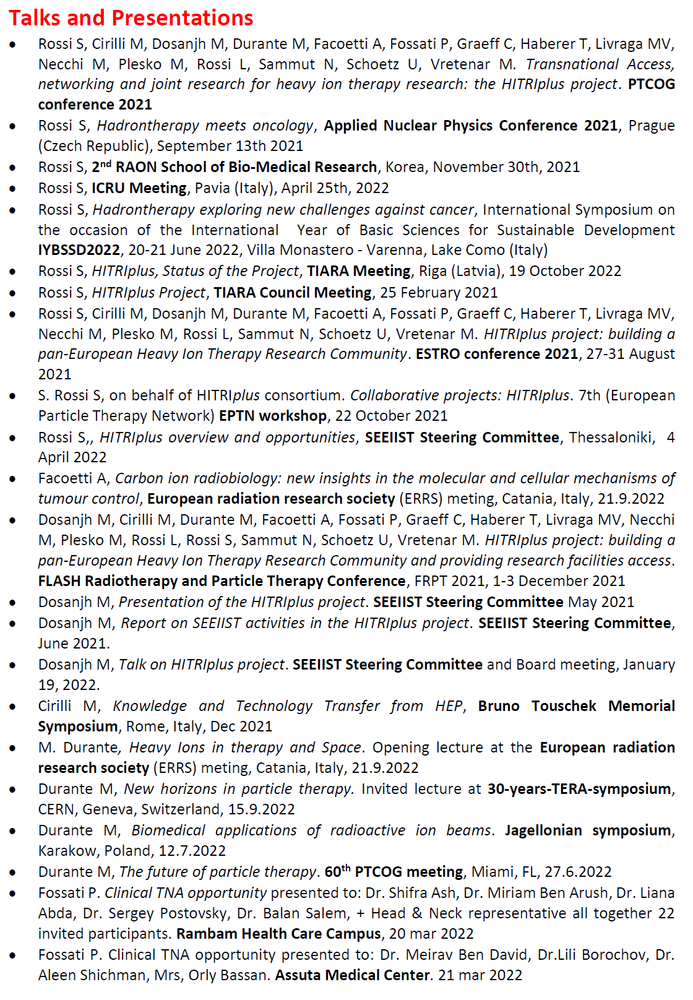 Talks and Presentations
• Rossi S, Cirilli M, Dosanjh M, Durante M, Facoetti A, Fossati P, Graeff C, Haberer T, Livraga MV,
Necchi M, Plesko M, Rossi L, Sammut N, Schoetz U, Vretenar M. Transnational Access,
networking and joint research for heavy ion therapy research: the HITRIplus project. PTCOG
conference 2021
• Rossi S, Hadrontherapy meets oncology, Applied Nuclear Physics Conference 2021, Prague
(Czech Republic), September 13th 2021
• Rossi S, 2nd RAON School of Bio-Medical Research, Korea, November 30th, 2021
• Rossi S, ICRU Meeting, Pavia (Italy), April 25th, 2022
• Rossi S, Hadrontherapy exploring new challenges against cancer, International Symposium on
the occasion of the International Year of Basic Sciences for Sustainable Development
IYBSSD2022, 20-21 June 2022, Villa Monastero - Varenna, Lake Como (Italy)
• Rossi S, HITRIplus, Status of the Project, TIARA Meeting, Riga (Latvia), 19 October 2022
• Rossi S, HITRIplus Project, TIARA Council Meeting, 25 February 2021
• Rossi S, Cirilli M, Dosanjh M, Durante M, Facoetti A, Fossati P, Graeff C, Haberer T, Livraga MV,
Necchi M, Plesko M, Rossi L, Sammut N, Schoetz U, Vretenar M. HITRIplus project: building a
pan-European Heavy Ion Therapy Research Community. ESTRO conference 2021, 27-31 August
2021
• S. Rossi S, on behalf of HITRIplus consortium. Collaborative projects: HITRIplus. 7th (European
Particle Therapy Network) EPTN workshop, 22 October 2021
• Rossi S,, HITRIplus overview and opportunities, SEEIIST Steering Committee, Thessaloniki, 4
April 2022
• Facoetti A, Carbon ion radiobiology: new insights in the molecular and cellular mechanisms of
tumour control, European radiation research society (ERRS) meting, Catania, Italy, 21.9.2022
• Dosanjh M, Cirilli M, Durante M, Facoetti A, Fossati P, Graeff C, Haberer T, Livraga MV, Necchi
M, Plesko M, Rossi L, Rossi S, Sammut N, Schoetz U, Vretenar M. HITRIplus project: building a
pan-European Heavy Ion Therapy Research Community and providing research facilities access.
FLASH Radiotherapy and Particle Therapy Conference, FRPT 2021, 1-3 December 2021
• Dosanjh M, Presentation of the HITRIplus project. SEEIIST Steering Committee May 2021
• Dosanjh M, Report on SEEIIST activities in the HITRIplus project. SEEIIST Steering Committee,
June 2021.
• Dosanjh M, Talk on HITRIplus project. SEEIIST Steering Committee and Board meeting, January
19, 2022.
• Cirilli M, Knowledge and Technology Transfer from HEP, Bruno Touschek Memorial
Symposium, Rome, Italy, Dec 2021
• M. Durante, Heavy Ions in therapy and Space. Opening lecture at the European radiation
research society (ERRS) meting, Catania, Italy, 21.9.2022
• Durante M, New horizons in particle therapy. Invited lecture at 30-years-TERA-symposium,
CERN, Geneva, Switzerland, 15.9.2022
• Durante M, Biomedical applications of radioactive ion beams. Jagellonian symposium,
Karakow, Poland, 12.7.2022
• Durante M, The future of particle therapy. 60th PTCOG meeting, Miami, FL, 27.6.2022
• Fossati P. Clinical TNA opportunity presented to: Dr. Shifra Ash, Dr. Miriam Ben Arush, Dr. Liana
Abda, Dr. Sergey Postovsky, Dr. Balan Salem, + Head & Neck representative all together 22
invited participants. Rambam Health Care Campus, 20 mar 2022
• Fossati P. Clinical TNA opportunity presented to: Dr. Meirav Ben David, Dr.Lili Borochov, Dr.
Aleen Shichman, Mrs, Orly Bassan. Assuta Medical Center. 21 mar 2022